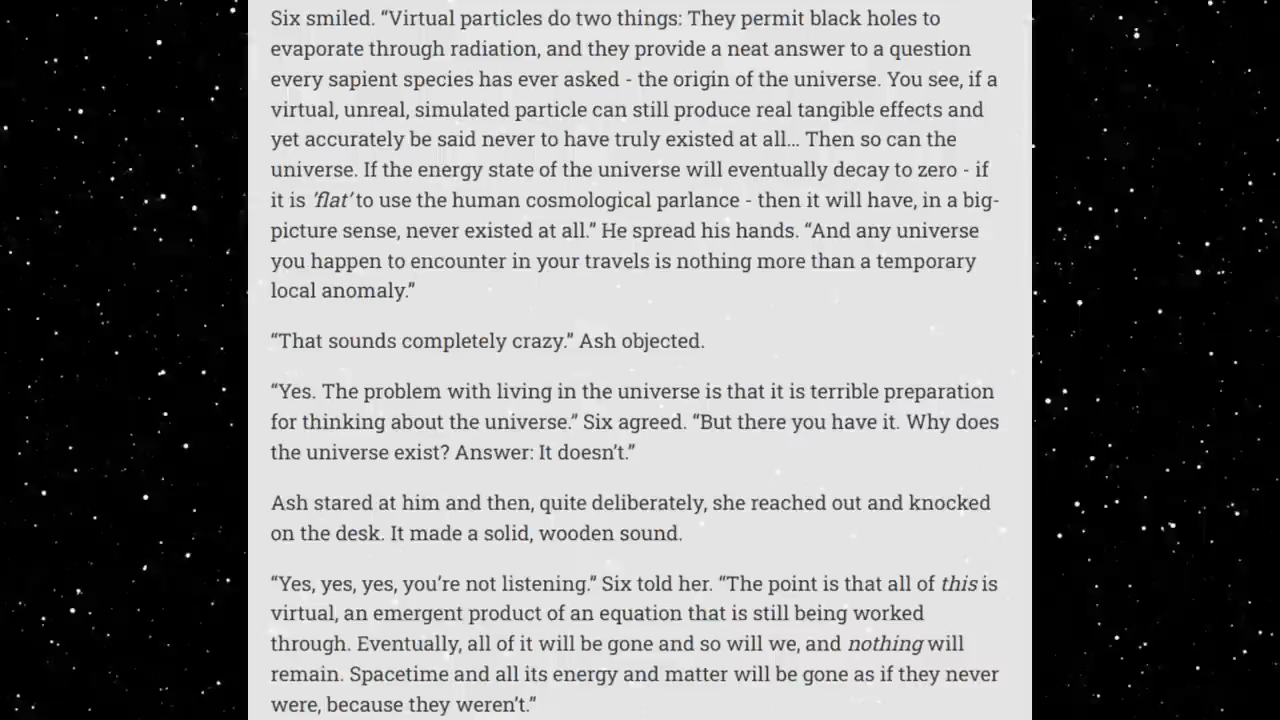 Six smiled. “Virtual particles do two things: They permit black holes to
evaporate through radiation, and they provide a neat answer to a question
every sapient species has ever asked - the origin of the universe. You see, if a
virtual, unreal, simulated particle can still produce real tangible effects and
yet accurately be said never to have truly existed at all... Then so can the
universe. If the energy state of the universe will eventually decay to zero - if
it is ‘flat’ to use the human cosmological parlance - then it will have, in a big-
picture sense, never existed at all.” He spread his hands. “And any universe
you happen to encounter in your travels is nothing more than a temporary
local anomaly.”
“That sounds completely crazy.” Ash objected.
“Yes. The problem with living in the universe is that it is terrible preparation
for thinking about the universe.” Six agreed. “But there you have it. Why does
the universe exist? Answer: It doesn’t.”
Ash stared at him and then, quite deliberately, she reached out and knocked
on the desk. It made a solid, wooden sound.
“Yes, yes, yes, you’re not listening.” Six told her. “The point is that all of this is
virtual, an emergent product of an equation that is still being worked
through. Eventually, all of it will be gone and so will we, and nothing will
remain. Spacetime and all its energy and matter will be gone as if they never
were, because they weren’t.”